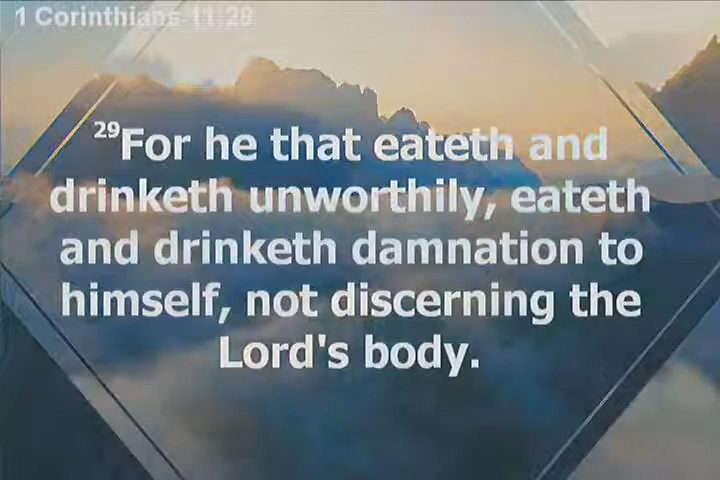 1 Corinthians 11:29
29For he that eateth and
drinketh unworthily, eateth
and drinketh damnation to
himself, not discerning the
Lord's body.